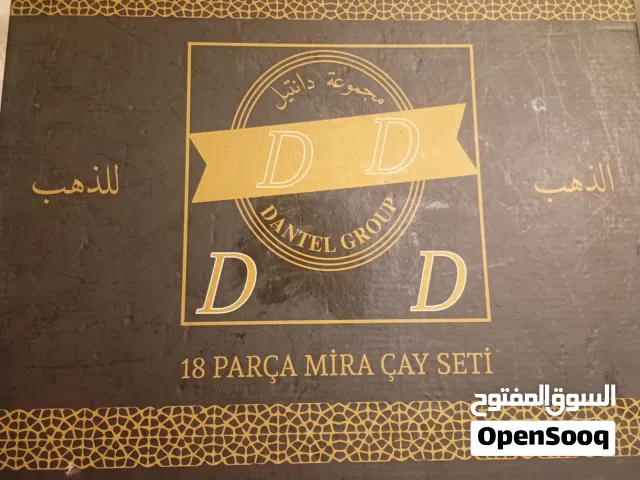 مجموعة دانتيل
D D
DANTEL GROUP
للذهب
الذهب
D D
18 PARÇA MİRA ÇAY SETİ
السوق المفتوح
OpenSooq